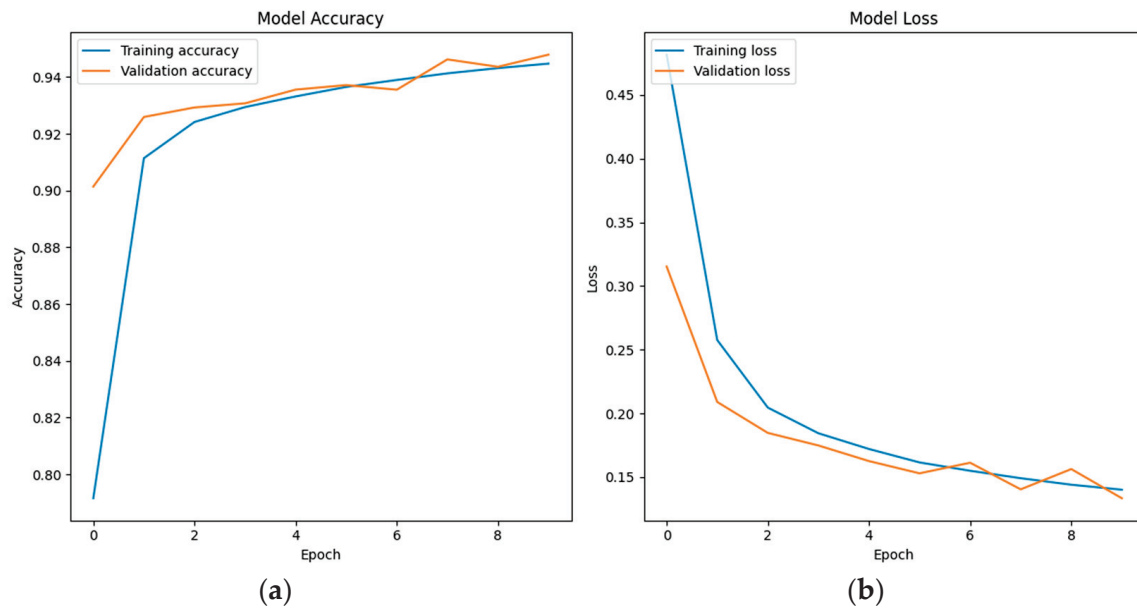 Model Accuracy
Training accuracy
Validation accuracy
0.94
0.92
0.90
0.88
0.86
0.84
0.82
0.80
Accuracy
0 2 4 6 8
Epoch
(a)
Model Loss
Training loss
Validation loss
0.45
0.40
0.35
0.30
0.25
0.20
0.15
Loss
0 2 4 6 8
Epoch
(b)